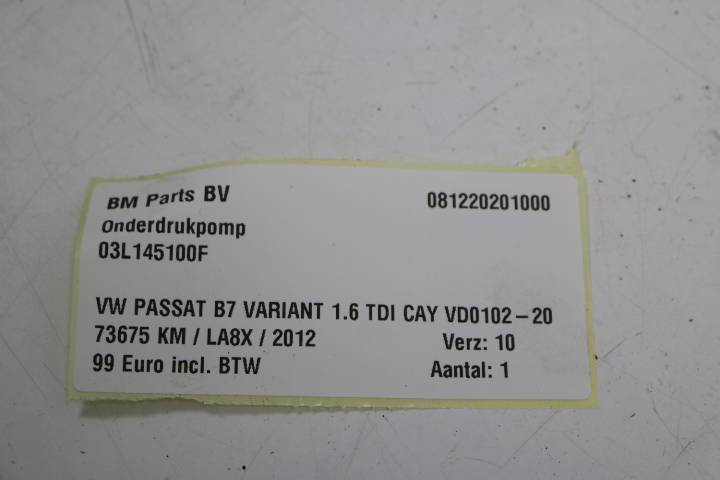 BM Parts BV 081220201000
Onderdrukpomp
03L145100F
VW PASSAT B7 VARIANT 1.6 TDI CAY VD0102-20
73675 KM / LA8X / 2012 Verz: 10
99 Euro incl. BTW Aantal: 1